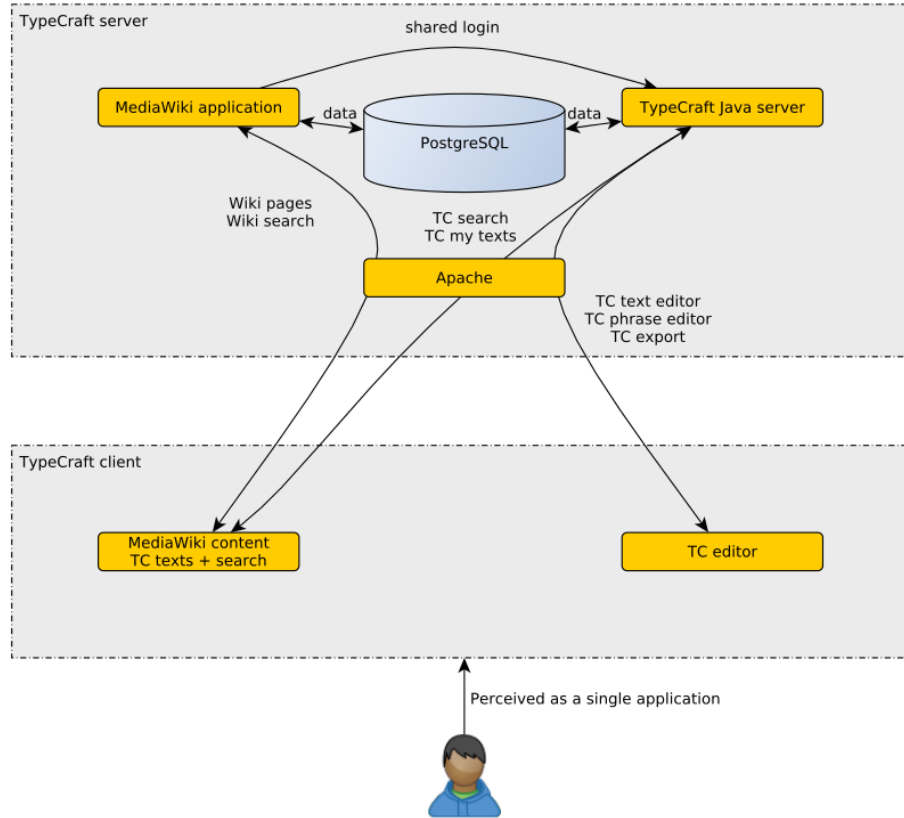 TypeCraft server
shared login
MediaWiki application
data
PostgreSQL
data
TypeCraft Java server
Wiki pages
Wiki search
TC search
TC my texts
Apache
TC text editor
TC phrase editor
TC export
TypeCraft client
MediaWiki content
TC texts + search
TC editor
Perceived as a single application